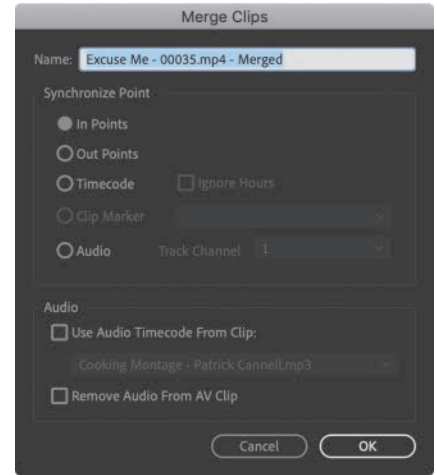 Merge Clips
Name: Excuse Me - 00035.mp4 - Merged
Synchronize Point
In Points
Out Points
Timecode Ignore Hours
Clip Marker
Audio Track Channel 1
Audio
Use Audio Timecode From Clip:
Cooking Montage - Patrick Cannell.mp3
Remove Audio From AV Clip
Cancel OK